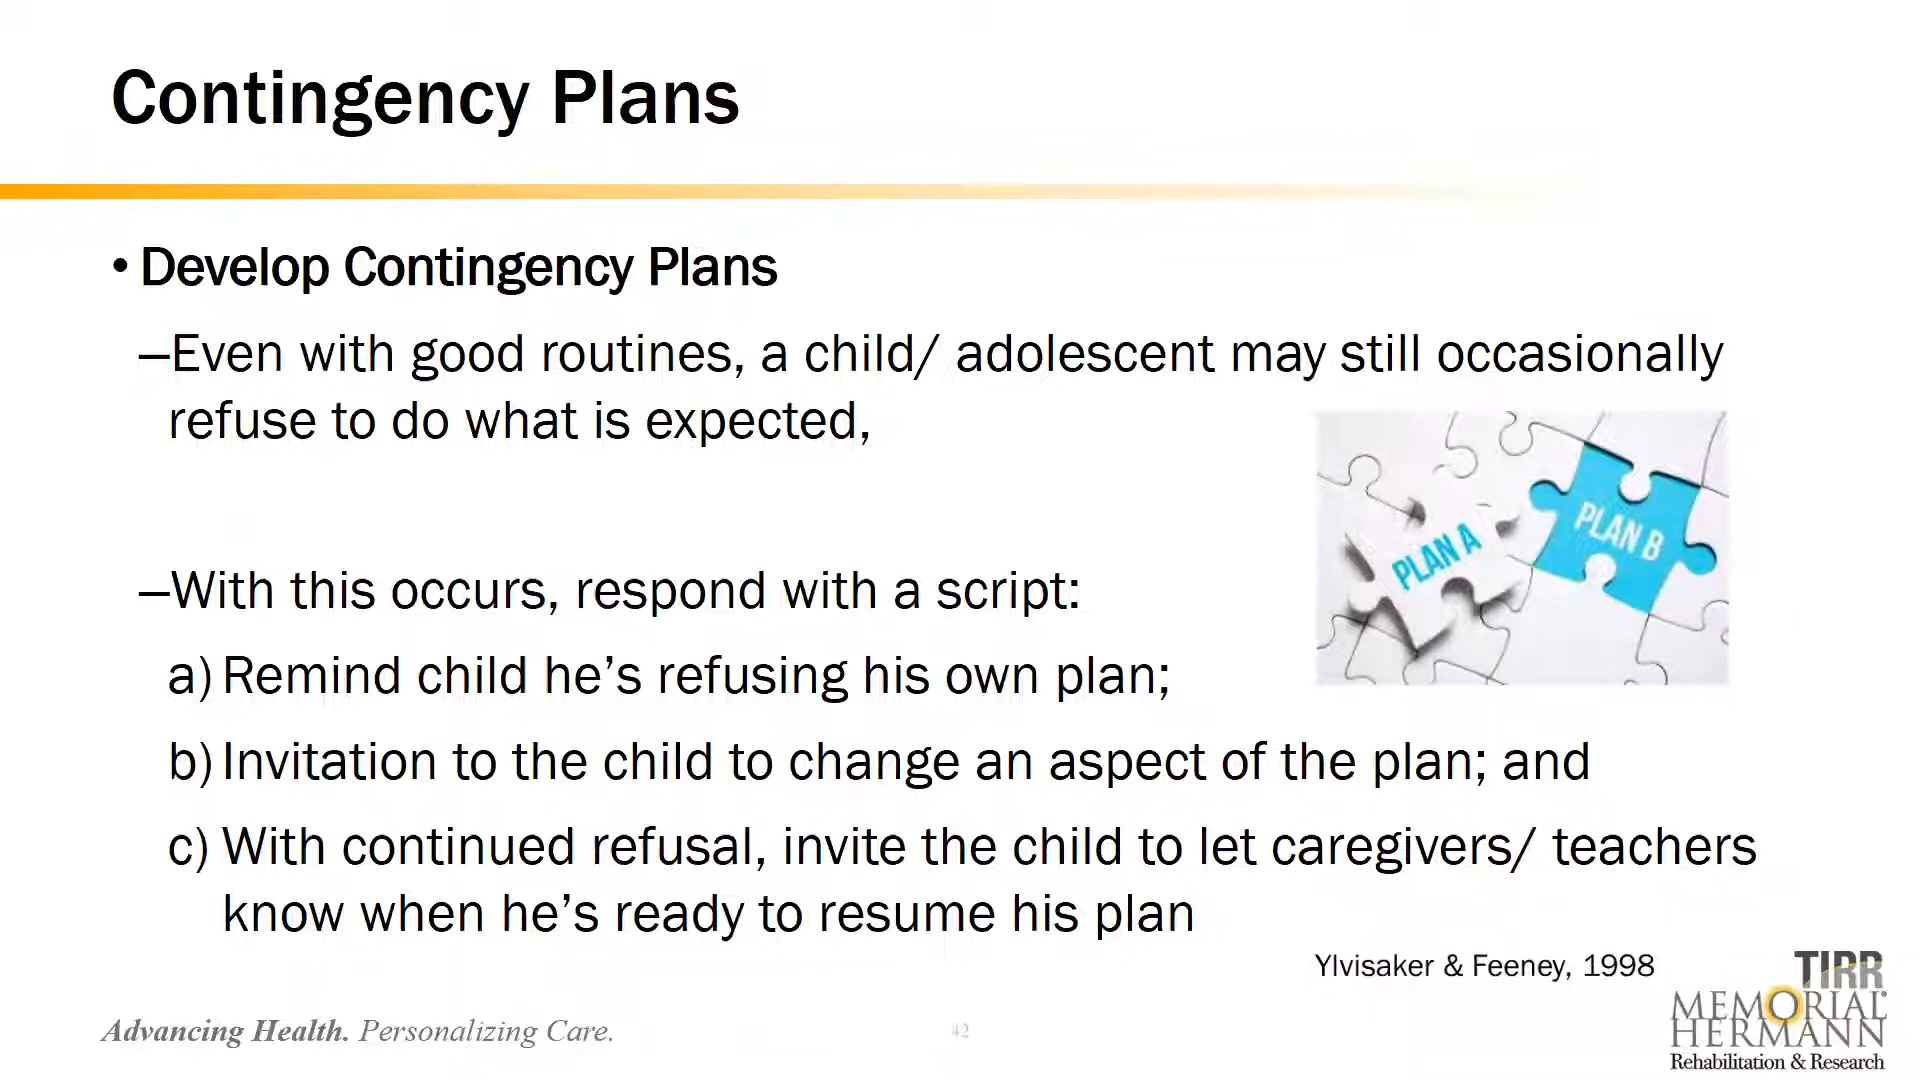 Contingency Plans
• Develop Contingency Plans
–Even with good routines, a child/ adolescent may still occasionally
refuse to do what is expected,
PLAN A
PLAN B
–With this occurs, respond with a script:
a) Remind child he’s refusing his own plan;
b) Invitation to the child to change an aspect of the plan; and
c) With continued refusal, invite the child to let caregivers/ teachers
know when he’s ready to resume his plan
Ylvisaker & Feeney, 1998
Advancing Health. Personalizing Care.
42
TIRR
MEMORIAL®
HERMANN
Rehabilitation & Research